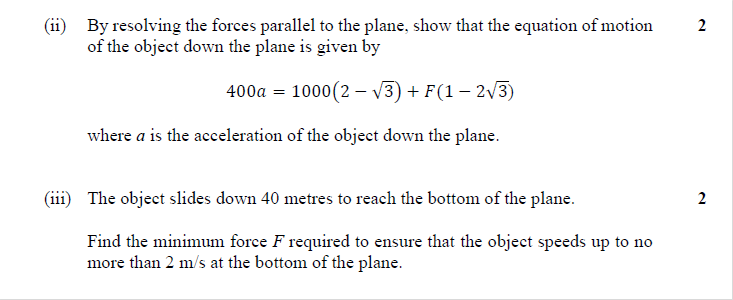 (ii) By resolving the forces parallel to the plane, show that the equation of motion 2
of the object down the plane is given by
400a = 1000(2 − √3) + F(1 − 2√3)
where a is the acceleration of the object down the plane.
(iii) The object slides down 40 metres to reach the bottom of the plane. 2
Find the minimum force F required to ensure that the object speeds up to no
more than 2 m/s at the bottom of the plane.